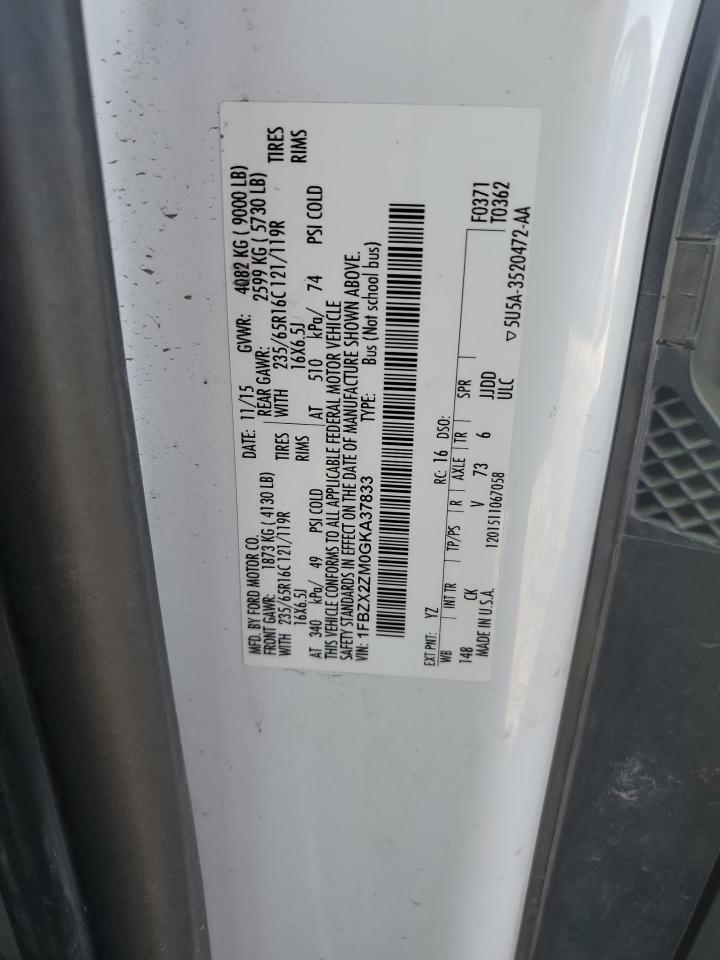 MFD. BY FORD MOTOR CO.
DATE: 11/15 GVWR: 4082 KG ( 9000 LB)
FRONT GAWR: 1873 KG ( 4130 LB)
REAR GAWR: 2599 KG ( 5730 LB)
WITH 235/65R16C 121/119R TIRES
WITH 235/65R16C 121/119R TIRES
16X6.5J RIMS
16X6.5J RIMS
AT 340 kPa/ 49 PSI COLD
AT 510 kPa/ 74 PSI COLD
THIS VEHICLE CONFORMS TO ALL APPLICABLE FEDERAL MOTOR VEHICLE
SAFETY STANDARDS IN EFFECT ON THE DATE OF MANUFACTURE SHOWN ABOVE.
VIN: 1FBZX2ZM0GKA37833 TYPE: Bus (Not school bus)
EXT PNT: YZ RC: 16 DSO: F0371
T0362
WB INT TR TP/PS R AXLE TR SPR
148 CK V 73 6 JJDD
MADE IN U.S.A. 1201511067058 ULC ▽5U5A-3520472-AA